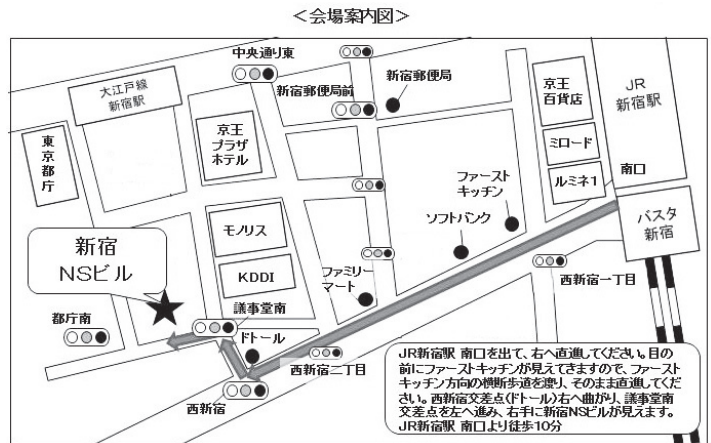 ＜会場案内図＞
中央通り東
大江戸線
新宿駅
新宿郵便局前
新宿郵便局
京王
百貨店
JR
新宿駅
東京都庁
京王
プラザ
ホテル
ミロード
南口
ルミネ1
ファースト
キッチン
バスタ
新宿
モノリス
ソフトバンク
新宿
NSビル
KDDI
ファミリー
マート
西新宿一丁目
都庁南
議事堂南
ドトール
西新宿二丁目
西新宿
JR新宿駅 南口を出て、右へ直進してください。目の
前にファーストキッチンが見えてきますので、ファースト
キッチン方向の横断歩道を渡り、そのまま直進してくだ
さい。西新宿交差点(ドトール)右へ曲がり、議事堂南
交差点を左へ進み、右手に新宿NSビルが見えます。
JR新宿駅 南口より徒歩10分